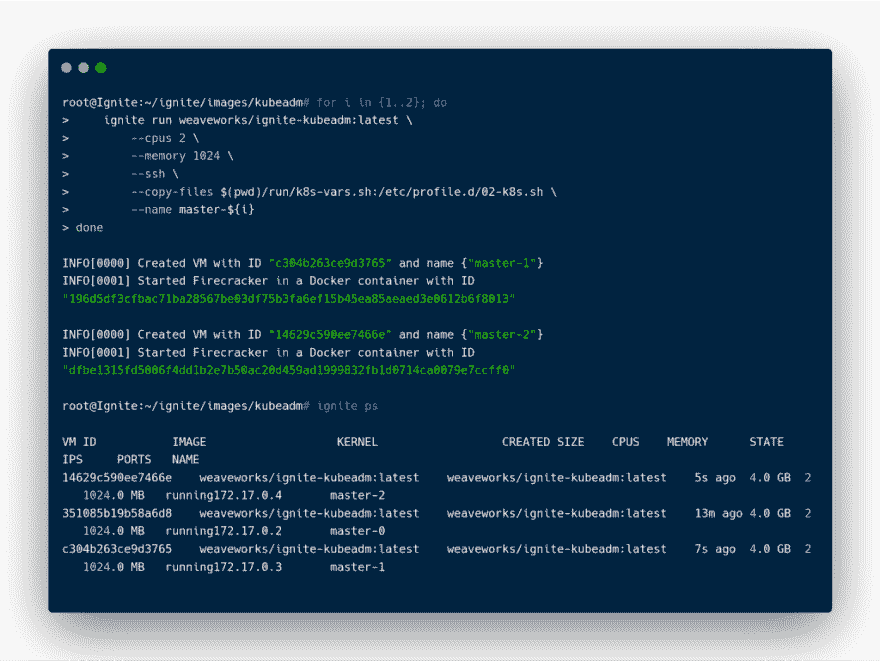 root@Ignite:~/ignite/images/kubeadm# for i in {1..2}; do
>     ignite run weaveworks/ignite-kubeadm:latest \
>         --cpus 2 \
>         --memory 1024 \
>         --ssh \
>         --copy-files $(pwd)/run/k8s-vars.sh:/etc/profile.d/02-k8s.sh \
>         --name master-${i}
> done
INFO[0000] Created VM with ID "c304b263ce9d3765" and name {"master-1"}
INFO[0001] Started Firecracker in a Docker container with ID
"196d5df3cfbac71ba28567be03df75b3fa6ef15b45ea85aeaed3e0612b6f8013"
INFO[0000] Created VM with ID "14629c590ee7466e" and name {"master-2"}
INFO[0001] Started Firecracker in a Docker container with ID
"dfbe1315fd5006f4dd1b2e7b50ac20d459ad1999832fb1d0714ca0079e7ccff0"
root@Ignite:~/ignite/images/kubeadm# ignite ps
VM ID           IMAGE                   KERNEL                  CREATED SIZE    CPUS    MEMORY      STATE
IPS     PORTS   NAME
14629c590ee7466e    weaveworks/ignite-kubeadm:latest    weaveworks/ignite-kubeadm:latest    5s ago  4.0 GB  2
   1024.0 MB   running172.17.0.4       master-2
351085b19b58a6d8    weaveworks/ignite-kubeadm:latest    weaveworks/ignite-kubeadm:latest    13m ago 4.0 GB  2
   1024.0 MB   running172.17.0.2       master-0
c304b263ce9d3765    weaveworks/ignite-kubeadm:latest    weaveworks/ignite-kubeadm:latest    7s ago  4.0 GB  2
   1024.0 MB   running172.17.0.3       master-1